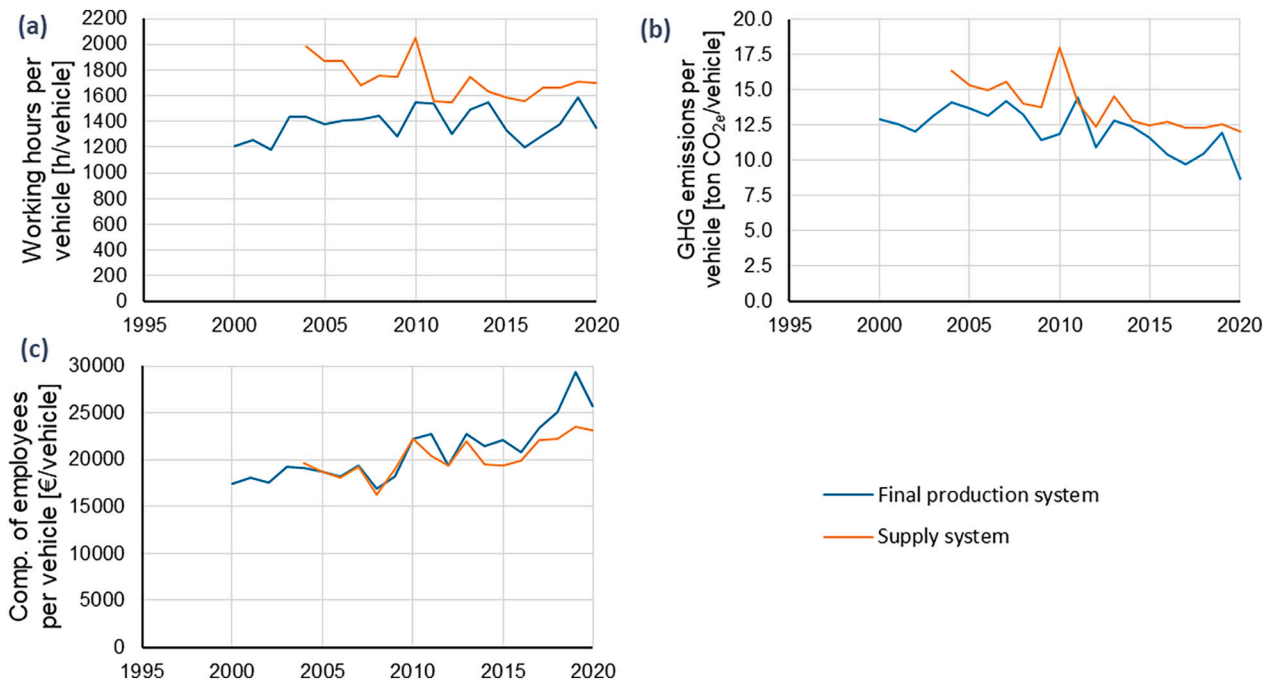 (a)
Working hours per
vehicle [h/vehicle]
2200
2000
1800
1600
1400
1200
1000
800
600
400
200
0
1995 2000 2005 2010 2015 2020
(b)
GHG emissions per
vehicle [ton CO2e/vehicle]
20.0
17.5
15.0
12.5
10.0
7.5
5.0
2.5
0.0
1995 2000 2005 2010 2015 2020
(c)
Comp. of employees
per vehicle [€/vehicle]
30000
25000
20000
15000
10000
5000
0
1995 2000 2005 2010 2015 2020
Final production system
Supply system